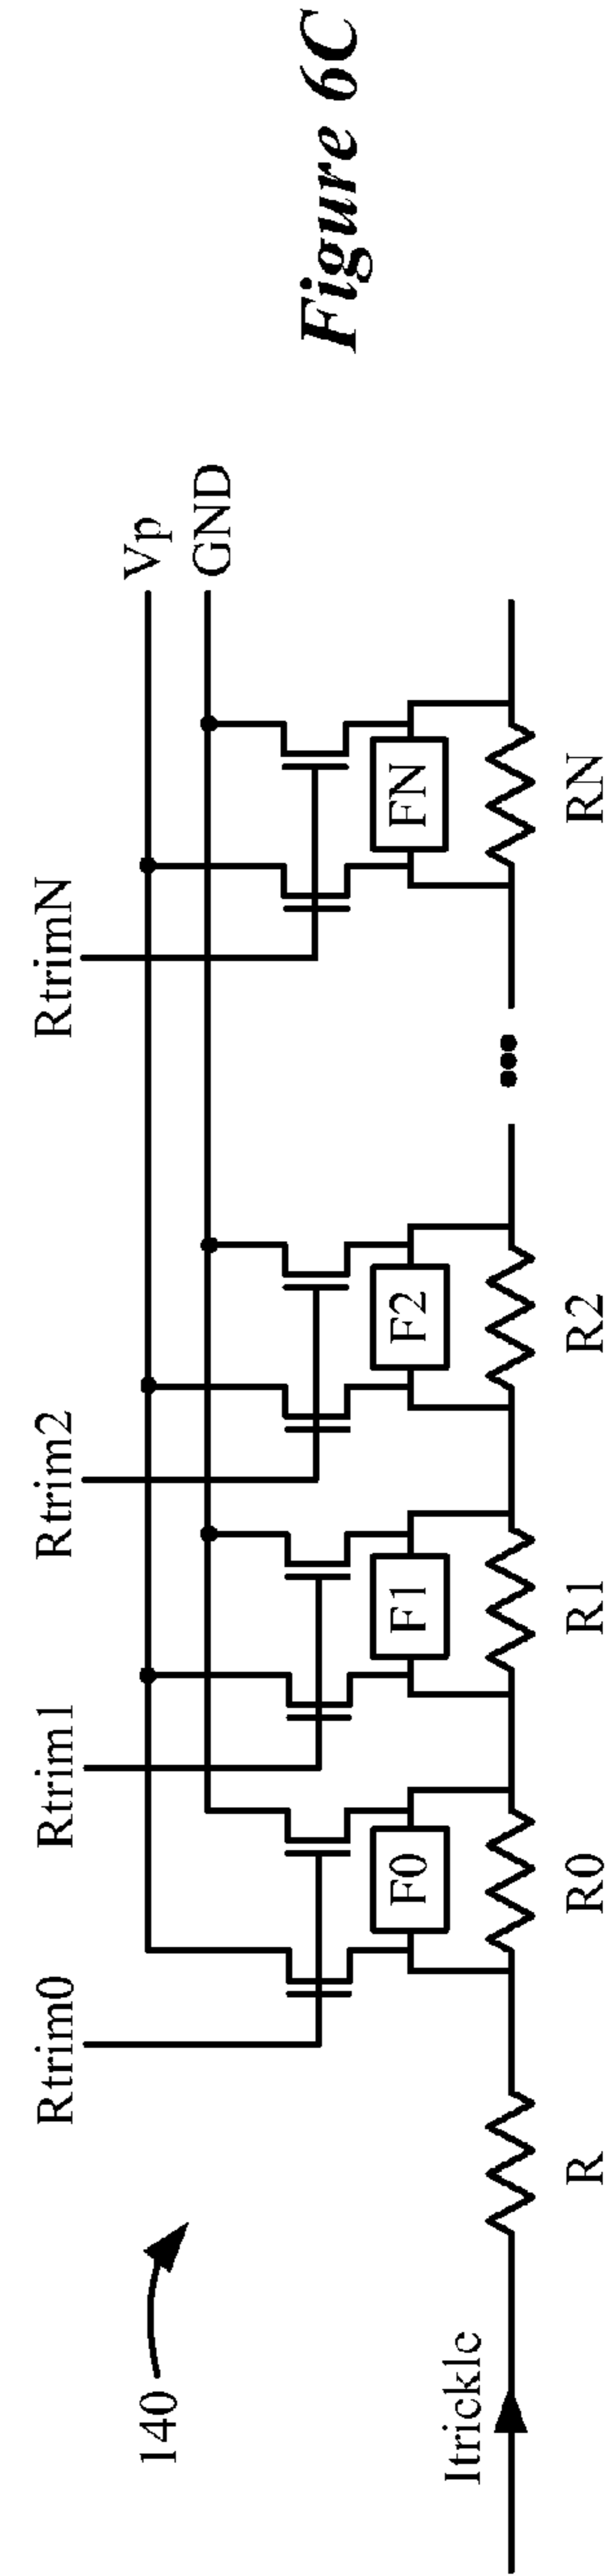 RtrimN
Rtrim2
Rtrim1
Rtrim0
Vp
GND
140
Itrickle
F0
F1
F2
FN
R
R0
R1
R2
•••
RN
Figure 6C